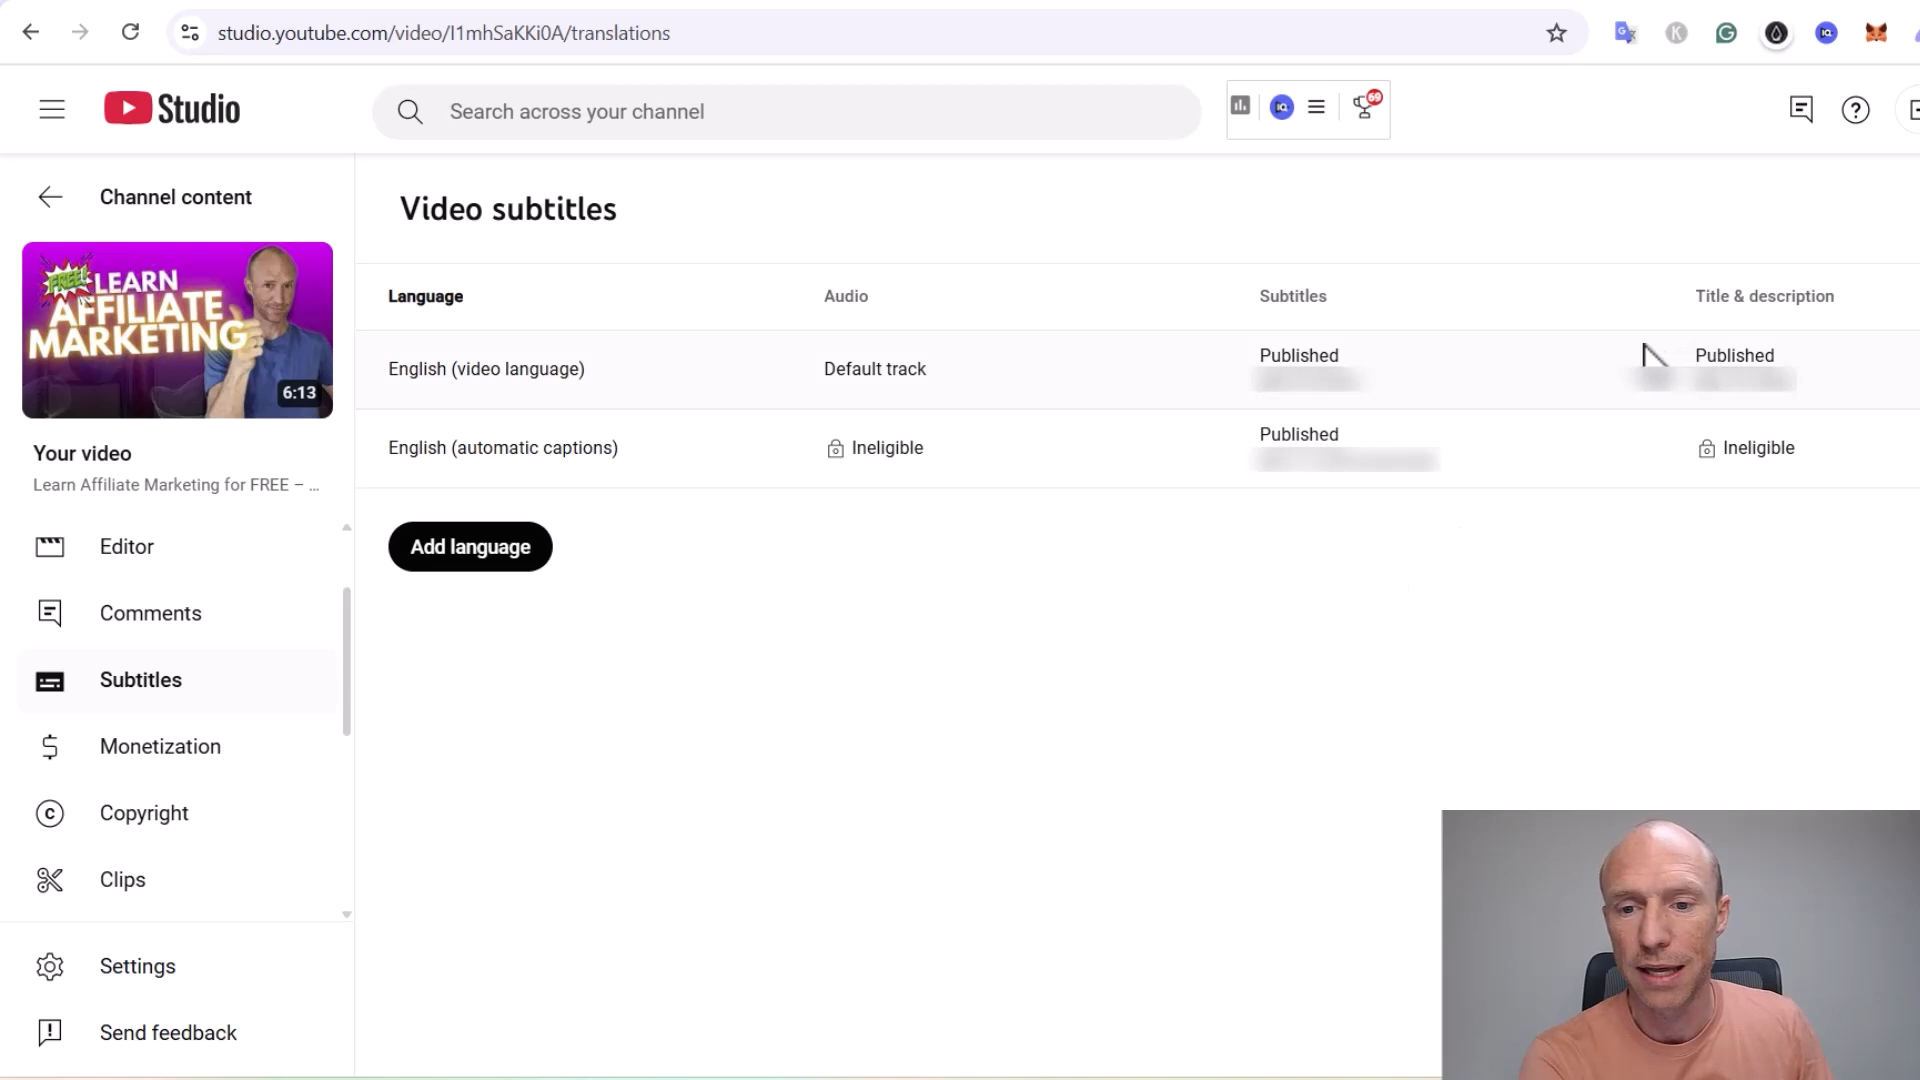 studio.youtube.com/video/I1mhSaKKi0A/translations
Studio
Search across your channel
69
Channel content
FREE! LEARN
AFFILIATE
MARKETING
6:13
Your video
Learn Affiliate Marketing for FREE – ...
Editor
Comments
Subtitles
Monetization
Copyright
Clips
Settings
Send feedback
Video subtitles
Language Audio Subtitles Title & description
English (video language) Default track Published Published
English (automatic captions) Ineligible Published Ineligible
Add language